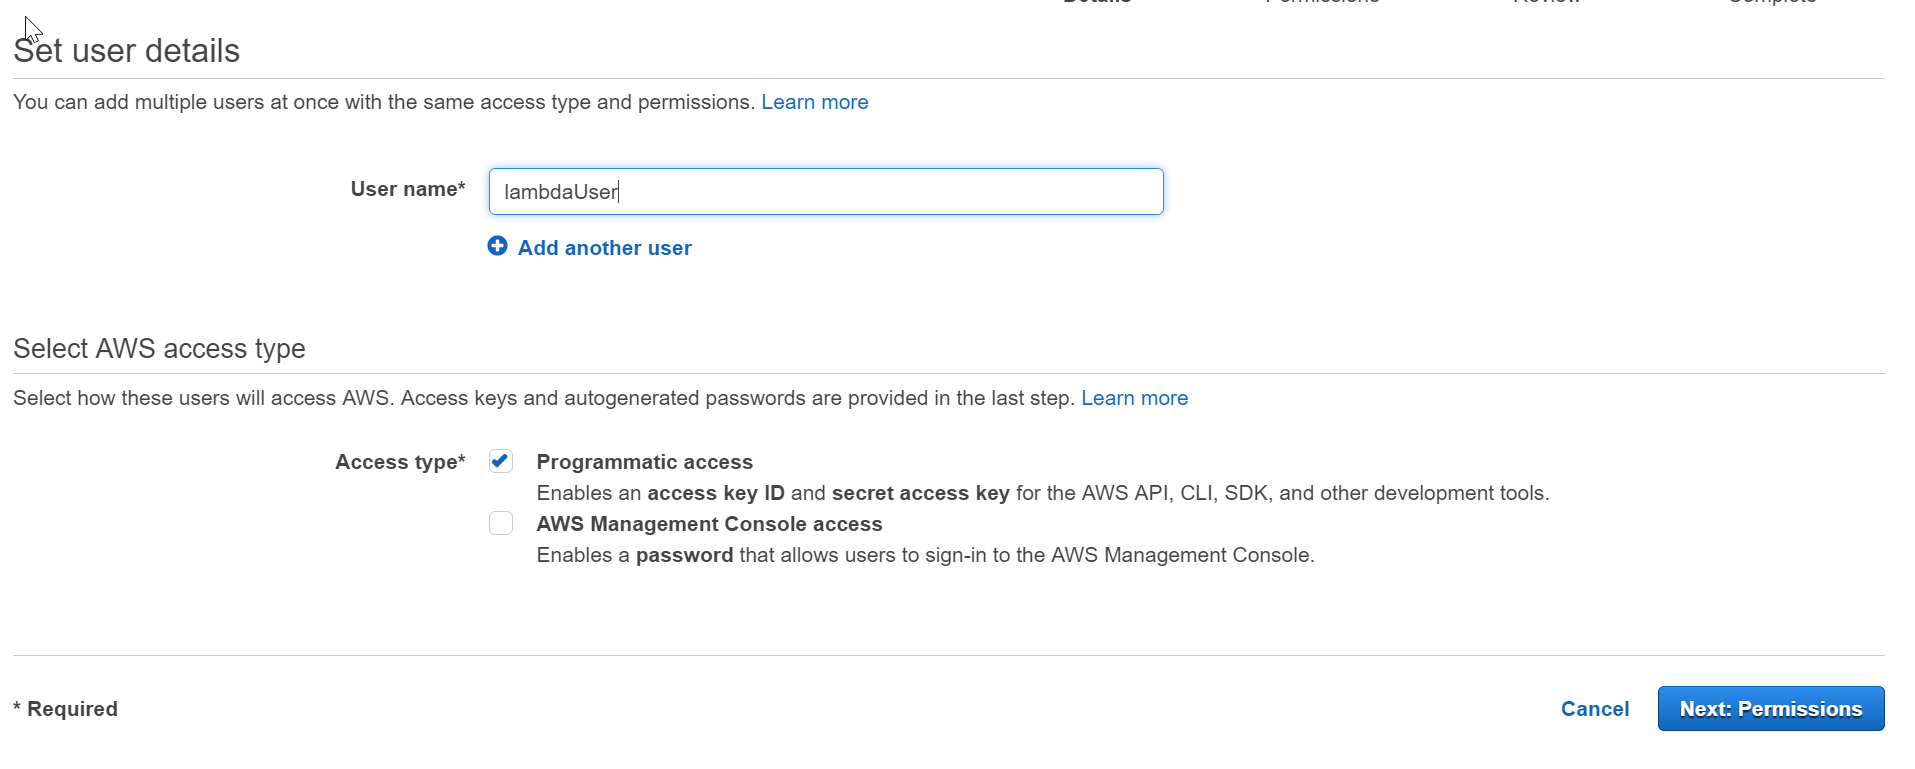 Details Permissions Review Complete
Set user details
You can add multiple users at once with the same access type and permissions. Learn more
User name* lambdaUser
Add another user
Select AWS access type
Select how these users will access AWS. Access keys and autogenerated passwords are provided in the last step. Learn more
Access type* Programmatic access
Enables an access key ID and secret access key for the AWS API, CLI, SDK, and other development tools.
AWS Management Console access
Enables a password that allows users to sign-in to the AWS Management Console.
* Required Cancel Next: Permissions